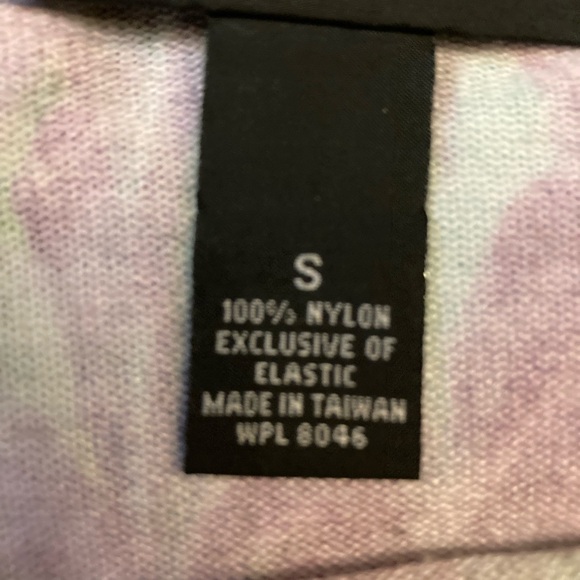 S
100% NYLON
EXCLUSIVE OF
ELASTIC
MADE IN TAIWAN
WPL 8046